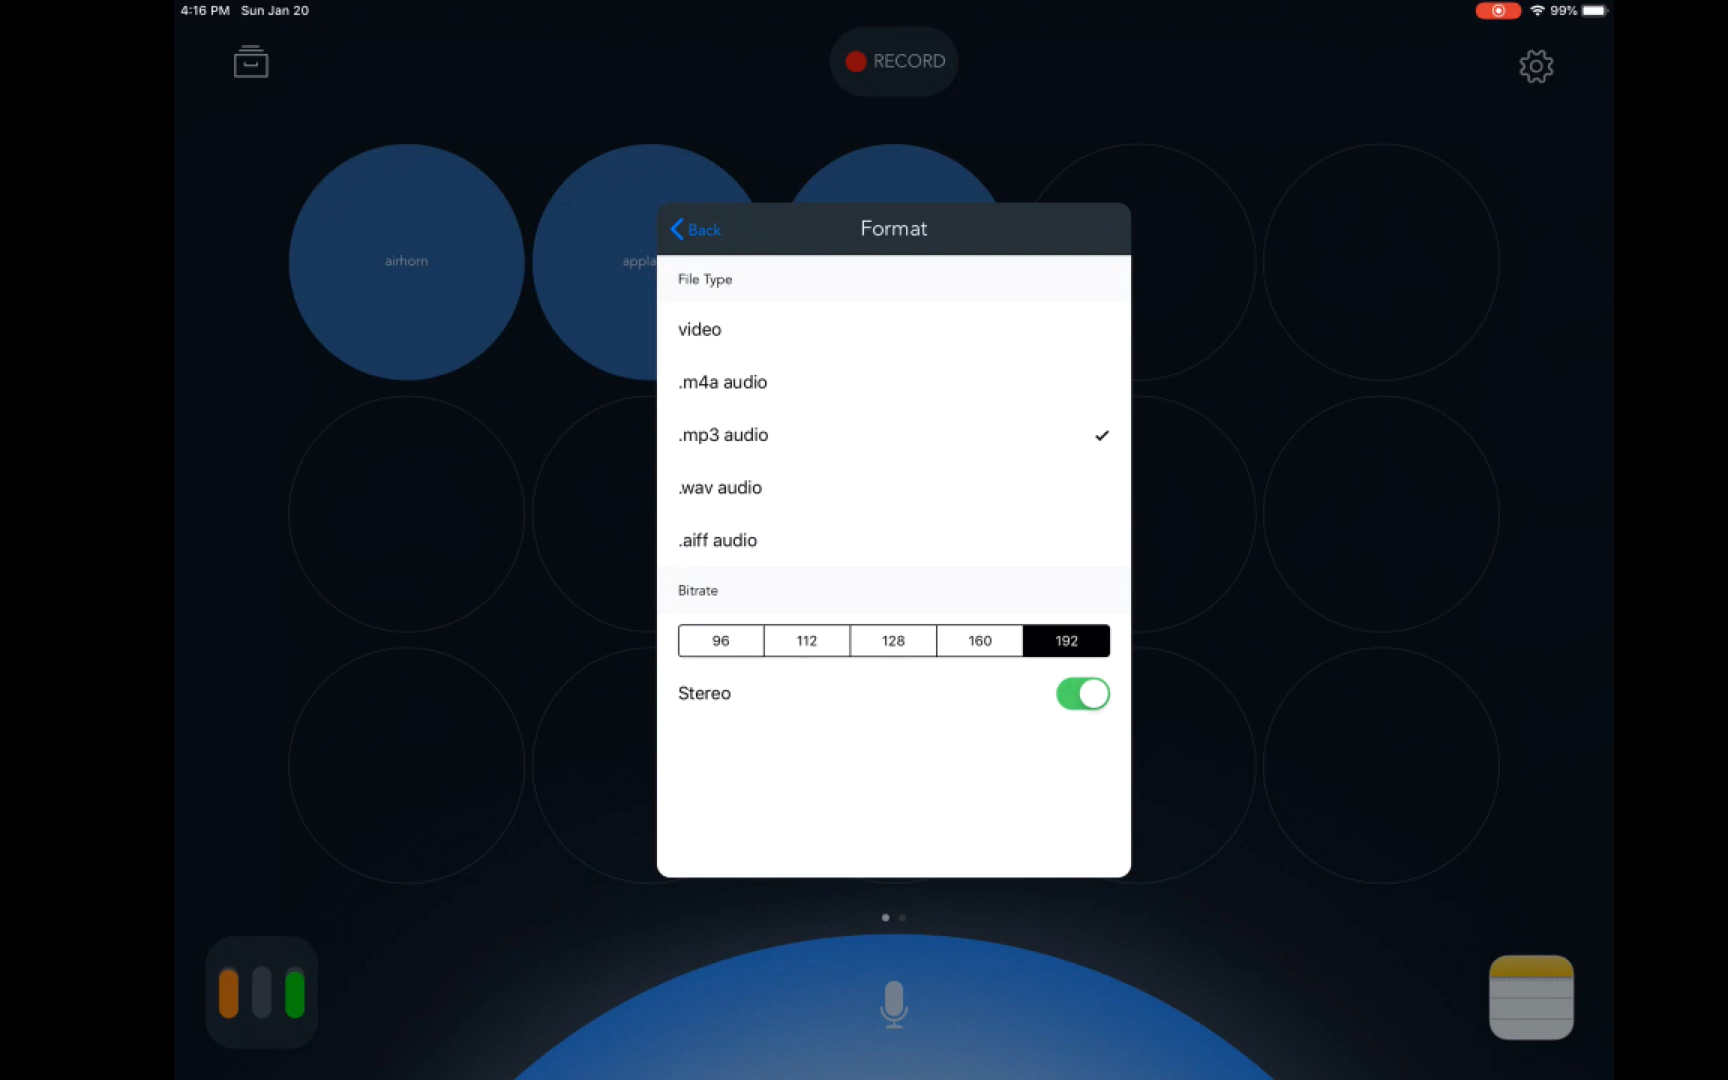 4:16 PM Sun Jan 20
99%
RECORD
airhorn
appla
Back
Format
File Type
video
.m4a audio
.mp3 audio
.wav audio
.aiff audio
Bitrate
96 112 128 160 192
Stereo